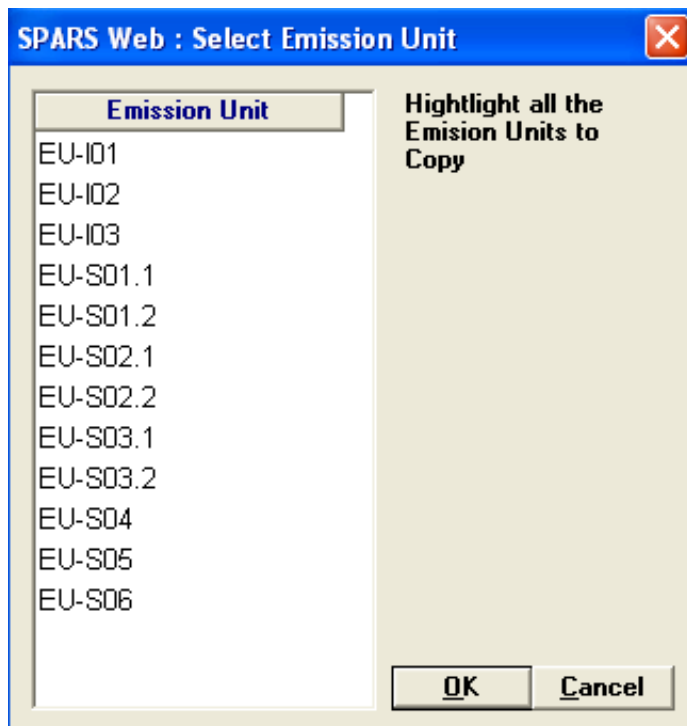 SPARS Web : Select Emission Unit
Emission Unit
EU-I01
EU-I02
EU-I03
EU-S01.1
EU-S01.2
EU-S02.1
EU-S02.2
EU-S03.1
EU-S03.2
EU-S04
EU-S05
EU-S06
Hightlight all the
Emision Units to
Copy
OK
Cancel